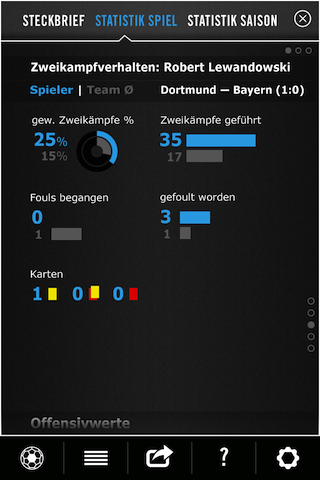 STECKBRIEF STATISTIK SPIEL STATISTIK SAISON
Zweikampfverhalten: Robert Lewandowski
Spieler | Team Ø Dortmund — Bayern (1:0)
gew. Zweikämpfe % Zweikämpfe geführt
25% 35
15% 17
Fouls begangen gefoult worden
0 3
1 1
Karten
1 0 0
Offensivwerte
?